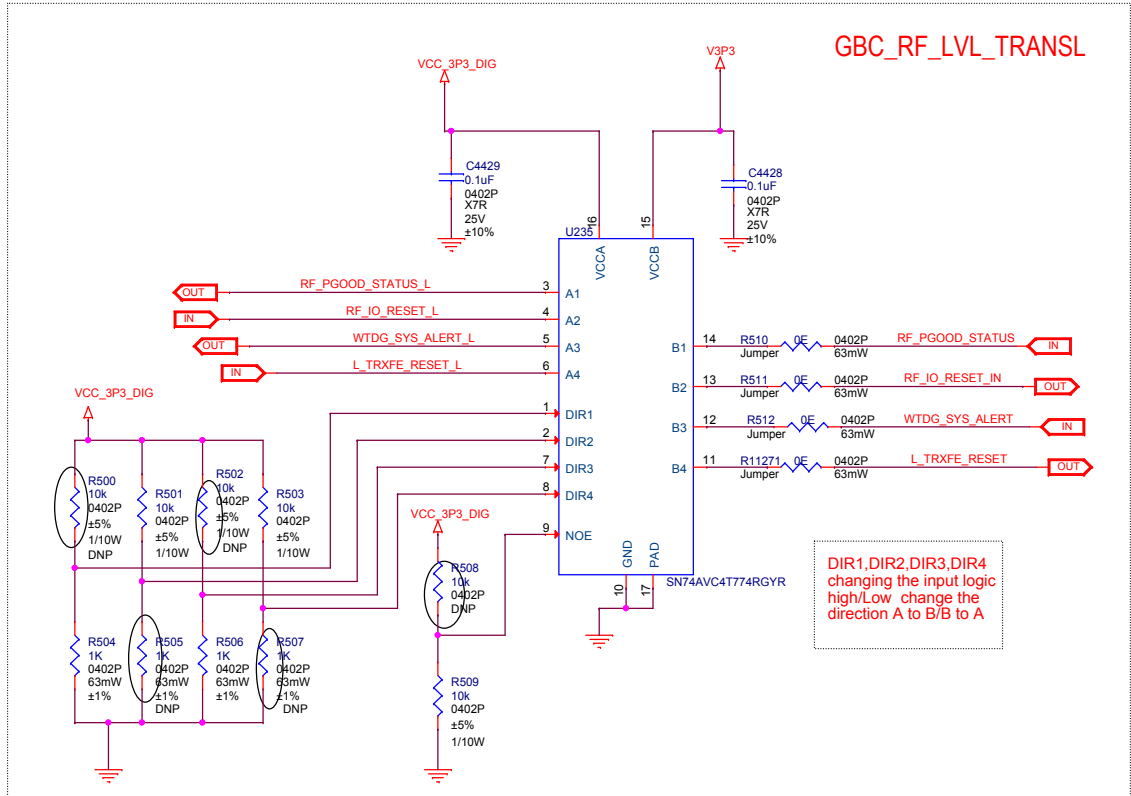 GBC_RF_LVL_TRANSL
VCC_3P3_DIG
V3P3
C4429
0.1uF
0402P
X7R
25V
±10%
C4428
0.1uF
0402P
X7R
25V
±10%
U235
16
15
VCCA
VCCB
OUT
RF_PGOOD_STATUS_L
3
A1
IN
RF_IO_RESET_L
4
A2
OUT
WTDG_SYS_ALERT_L
5
A3
IN
L_TRXFE_RESET_L
6
A4
B1
14
R510
Jumper
0E
0402P
63mW
RF_PGOOD_STATUS
IN
B2
13
R511
Jumper
0E
0402P
63mW
RF_IO_RESET_IN
OUT
B3
12
R512
Jumper
0E
0402P
63mW
WTDG_SYS_ALERT
IN
B4
11
R11271
Jumper
0E
0402P
63mW
L_TRXFE_RESET
OUT
1
DIR1
2
DIR2
7
DIR3
8
DIR4
9
NOE
GND
PAD
10
17
SN74AVC4T774RGYR
VCC_3P3_DIG
R500
10k
0402P
±5%
1/10W
DNP
R501
10k
0402P
±5%
1/10W
R502
10k
0402P
±5%
1/10W
DNP
R503
10k
0402P
±5%
1/10W
R504
1K
0402P
63mW
±1%
R505
1K
0402P
63mW
±1%
DNP
R506
1K
0402P
63mW
±1%
R507
1K
0402P
63mW
±1%
DNP
VCC_3P3_DIG
R508
10k
0402P
DNP
R509
10k
0402P
±5%
1/10W
DIR1,DIR2,DIR3,DIR4
changing the input logic
high/Low change the
direction A to B/B to A